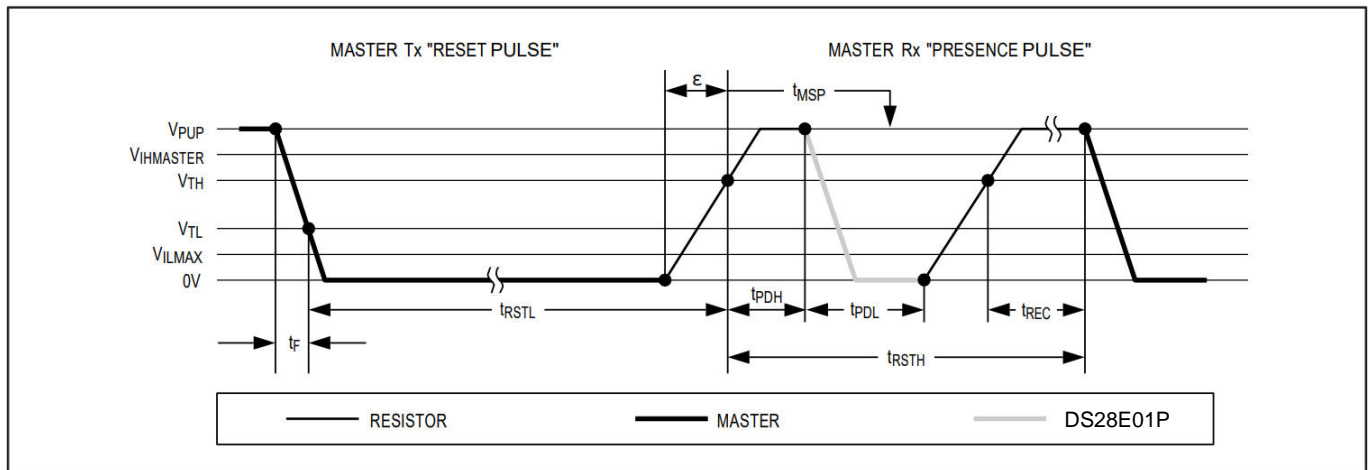 MASTER Tx "RESET PULSE"
MASTER Rx "PRESENCE PULSE"
ε
tMSP
VPUP
VIHMASTER
VTH
VTL
VILMAX
0V
tRSTL
tPDH
tPDL
tREC
tF
tRSTH
RESISTOR
MASTER
DS28E01P